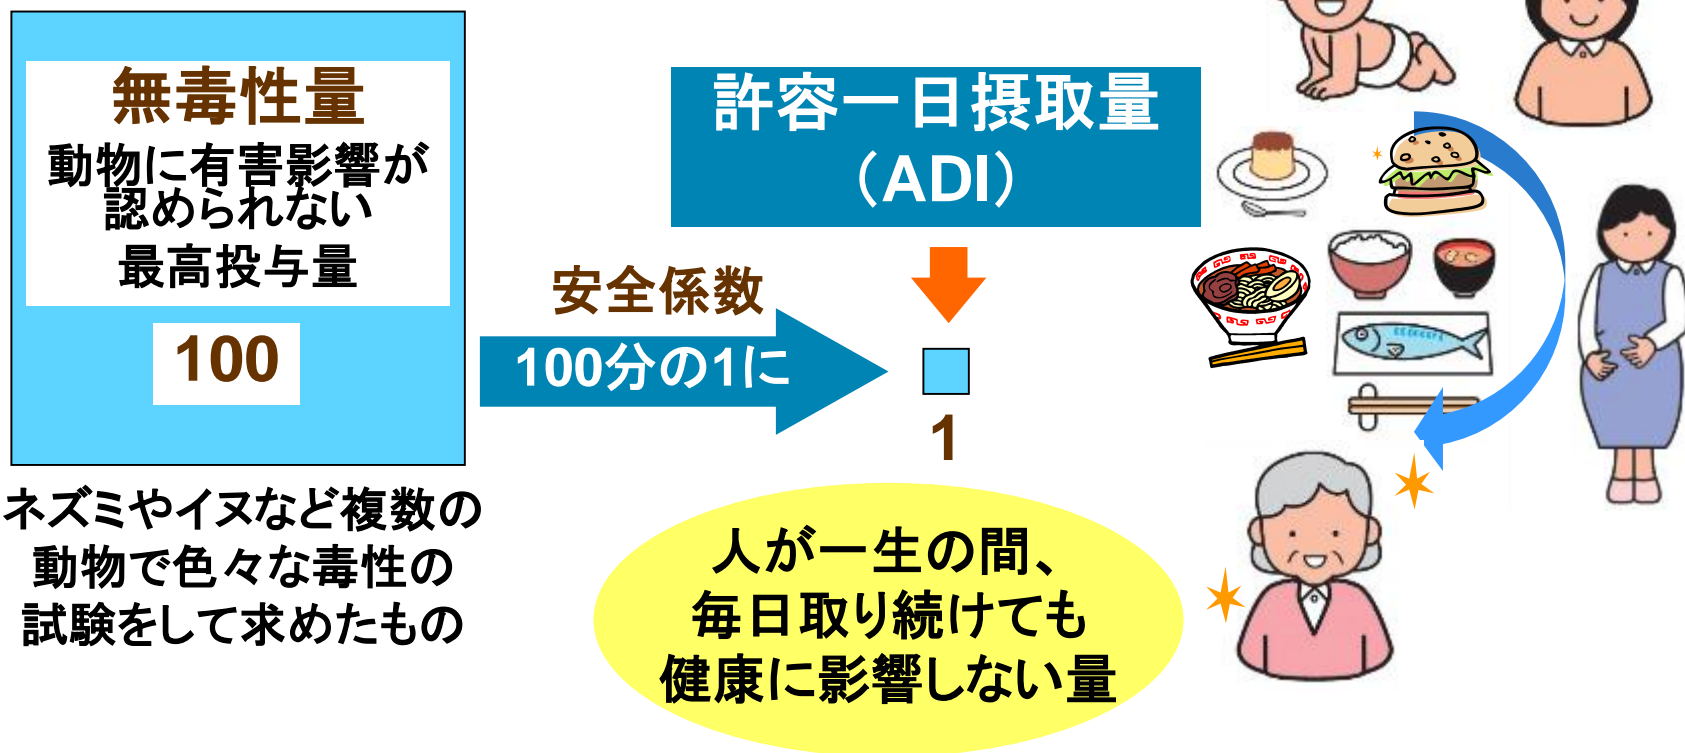 無毒性量
動物に有害影響が
認められない
最高投与量
100
ネズミやイヌなど複数の
動物で色々な毒性の
試験をして求めたもの
安全係数
100分の1に
許容一日摂取量
（ADI）
1
人が一生の間、
毎日取り続けても
健康に影響しない量